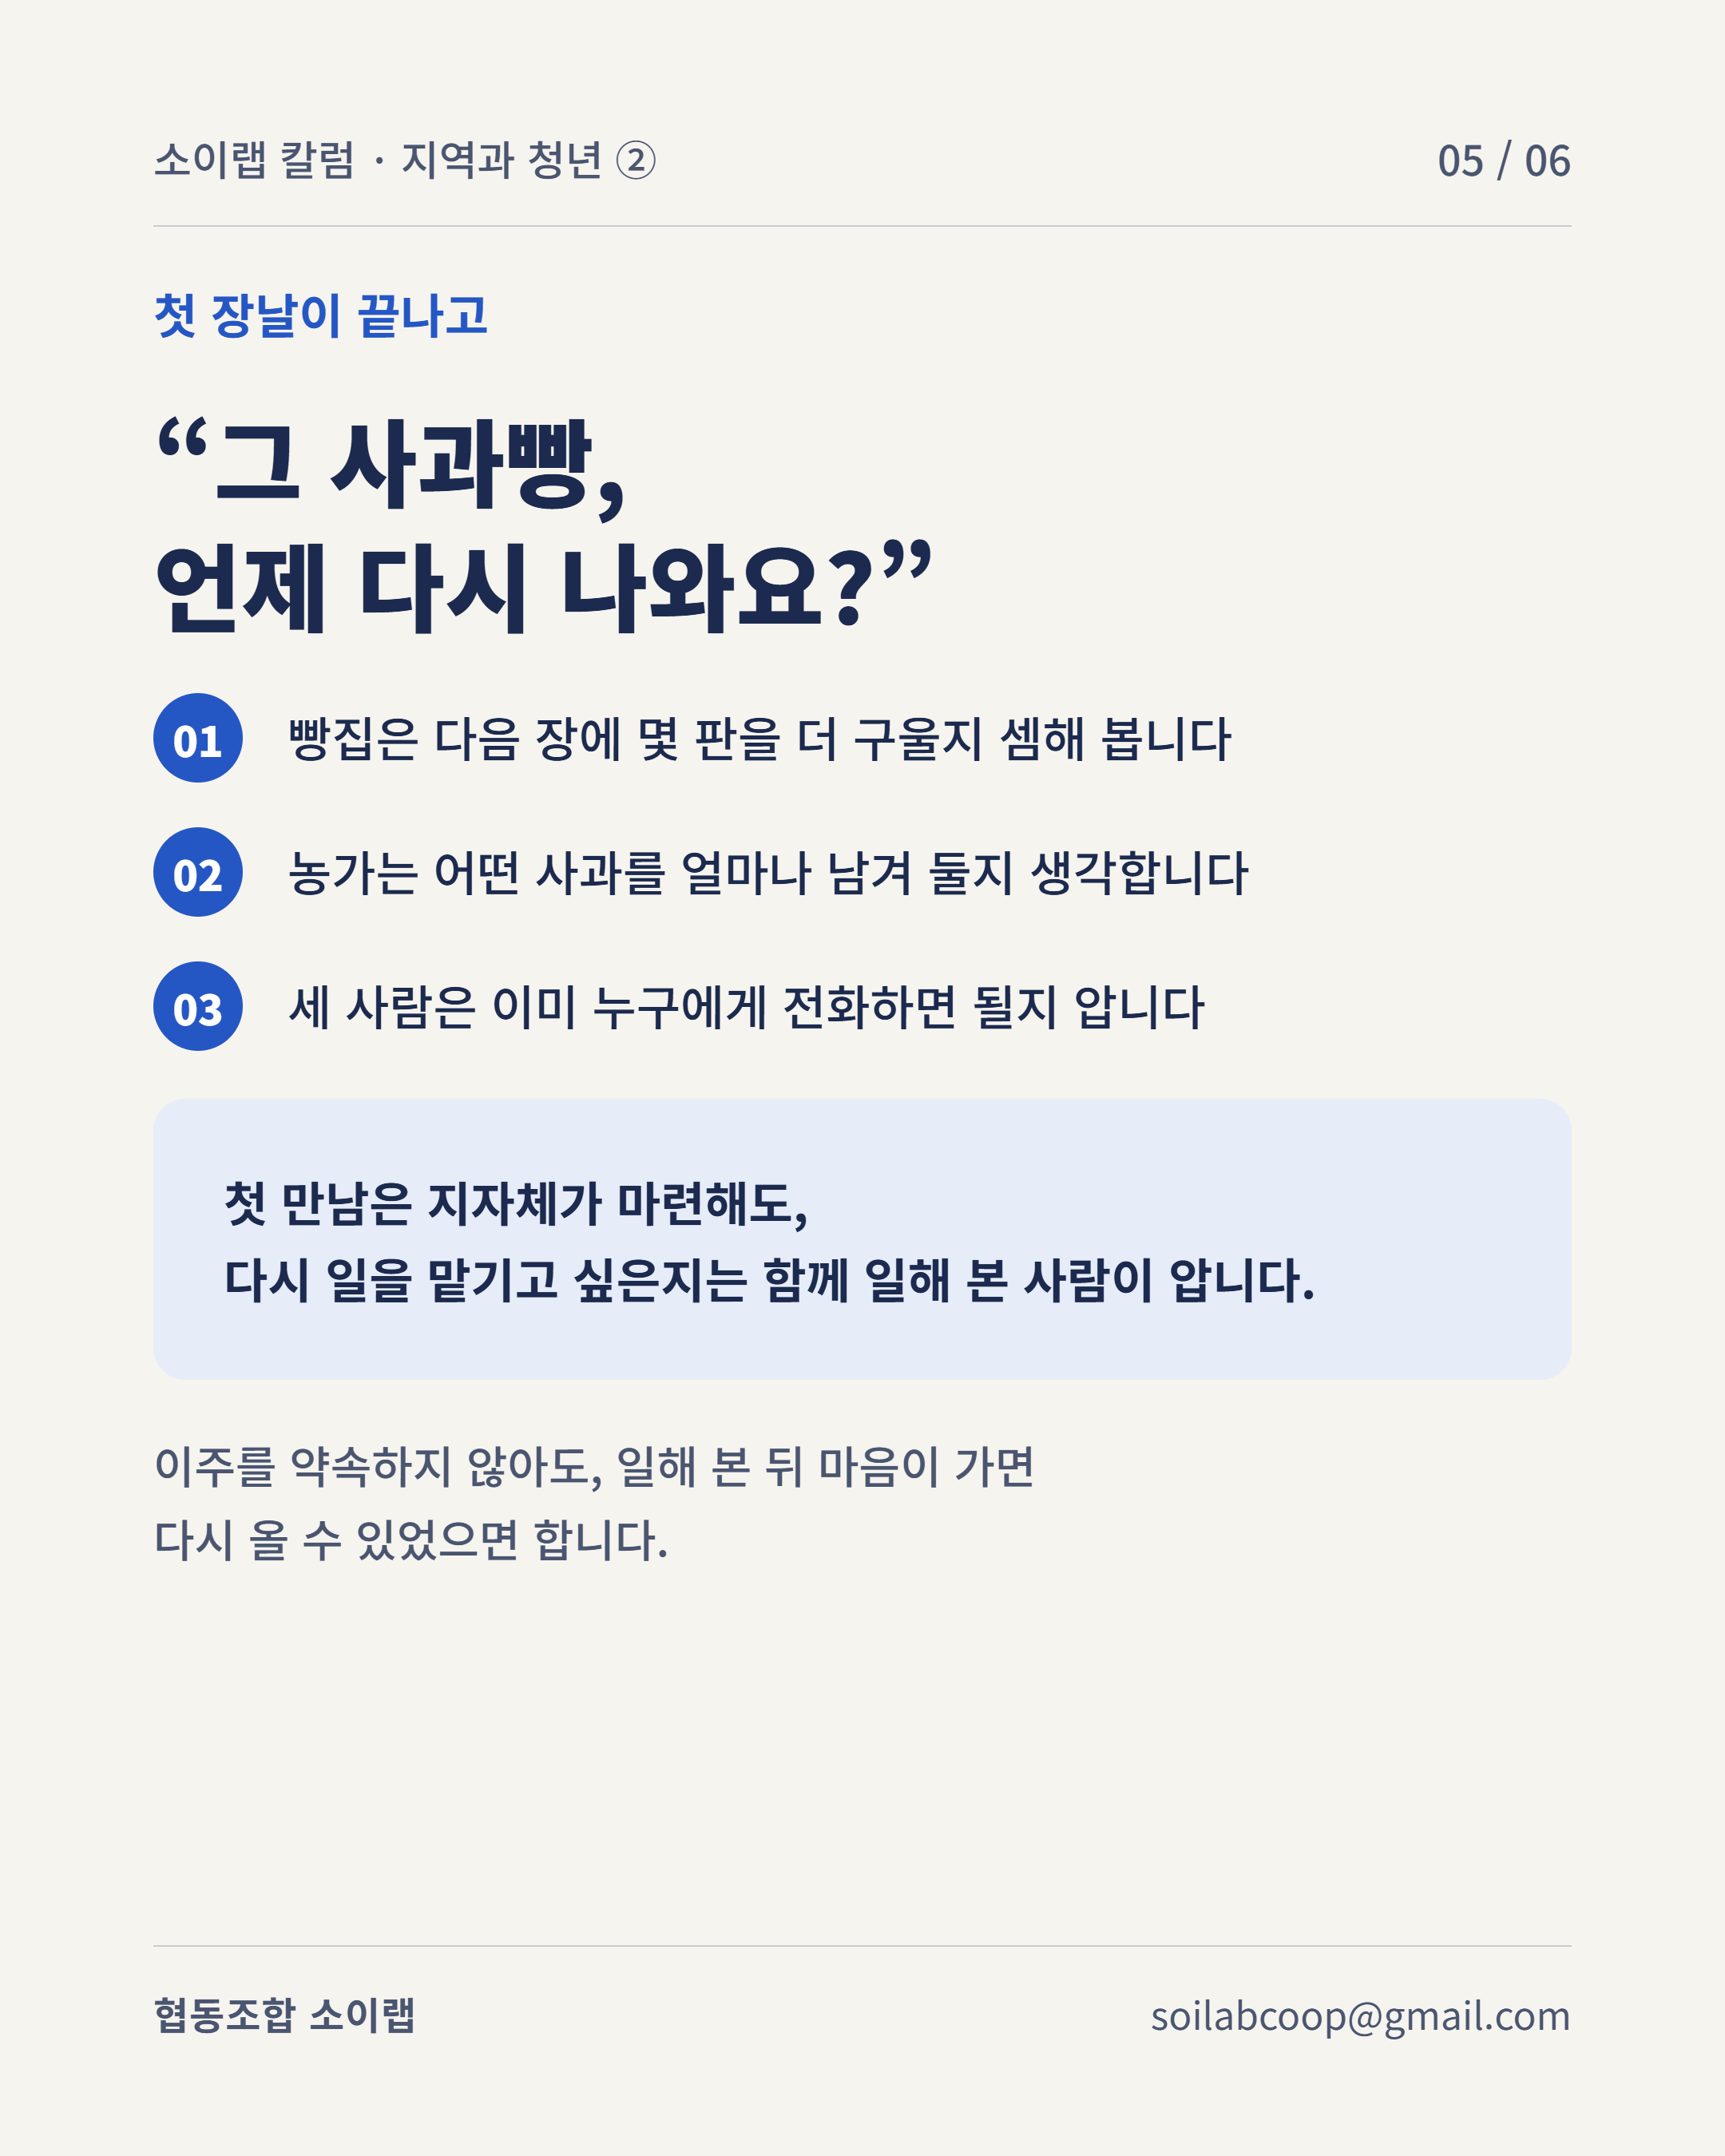 소이랩 칼럼 · 지역과 청년 ②
05 / 06
첫 장날이 끝나고
“그 사과빵,
언제 다시 나와요?”
01 빵집은 다음 장에 몇 판을 더 구울지 셈해 봅니다
02 농가는 어떤 사과를 얼마나 남겨 둘지 생각합니다
03 세 사람은 이미 누구에게 전화하면 될지 압니다
첫 만남은 지자체가 마련해도,
다시 일을 맡기고 싶은지는 함께 일해 본 사람이 압니다.
이주를 약속하지 않아도, 일해 본 뒤 마음이 가면
다시 올 수 있었으면 합니다.
협동조합 소이랩
soilabcoop@gmail.com